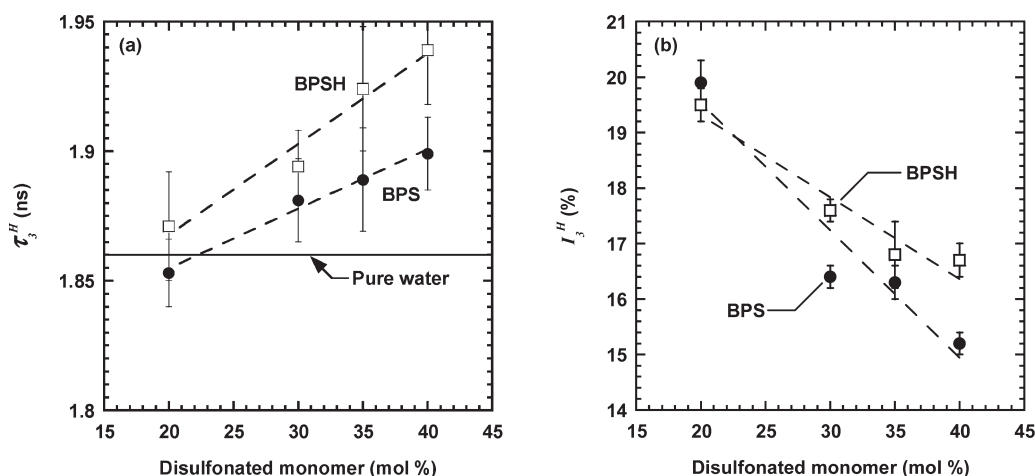 (a)
1.95
1.9
1.85
1.8
τ₃ᴴ (ns)
BPSH
BPS
Pure water
15 20 25 30 35 40 45
Disulfonated monomer (mol %)
(b)
21
20
19
18
17
16
15
14
I₃ᴴ (%)
BPSH
BPS
15 20 25 30 35 40 45
Disulfonated monomer (mol %)